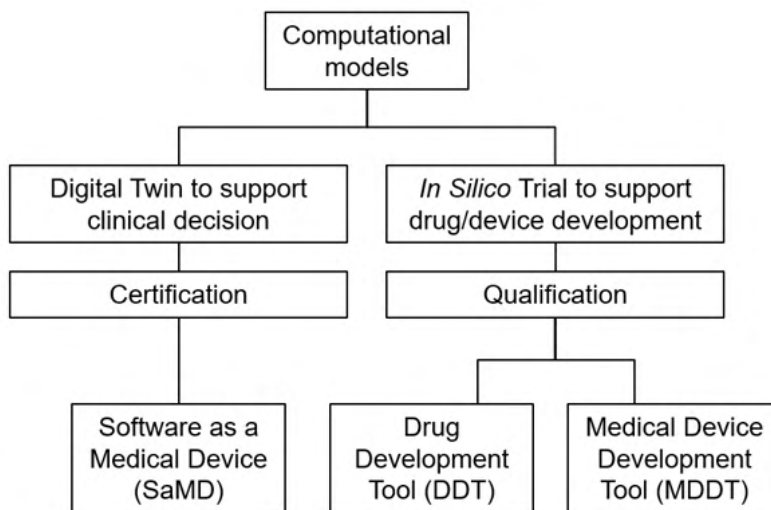 Computational
models
Digital Twin to support
clinical decision
In Silico Trial to support
drug/device development
Certification
Qualification
Software as a
Medical Device
(SaMD)
Drug
Development
Tool (DDT)
Medical Device
Development
Tool (MDDT)